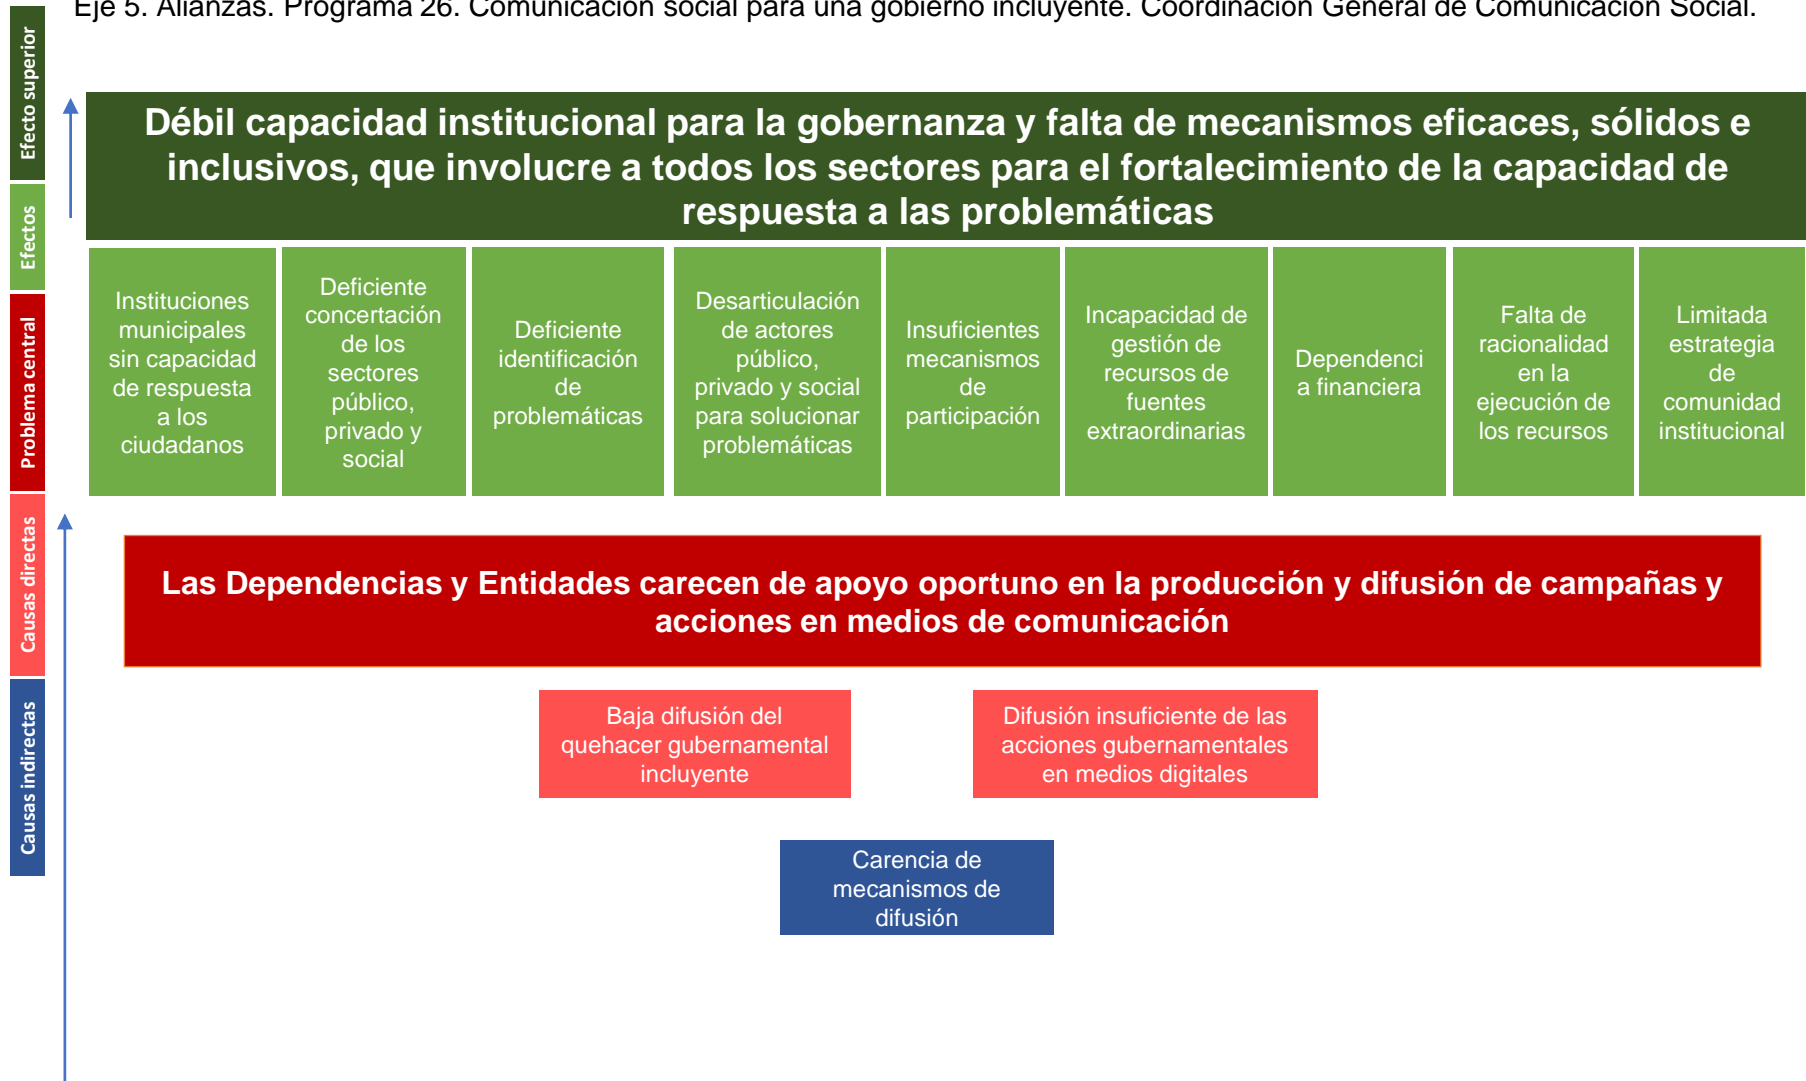 Eje 5. Alianzas. Programa 26. Comunicación social para una gobierno incluyente. Coordinación General de Comunicación Social.
Efecto superior
Débil capacidad institucional para la gobernanza y falta de mecanismos eficaces, sólidos e
inclusivos, que involucre a todos los sectores para el fortalecimiento de la capacidad de
respuesta a las problemáticas
Efectos
Instituciones
municipales
sin capacidad
de respuesta
a los
ciudadanos
Deficiente
concertación
de los
sectores
público,
privado y
social
Deficiente
identificación
de
problemáticas
Desarticulación
de actores
público,
privado y social
para solucionar
problemáticas
Insuficientes
mecanismos
de
participación
Incapacidad de
gestión de
recursos de
fuentes
extraordinarias
Dependenci
a financiera
Falta de
racionalidad
en la
ejecución de
los recursos
Limitada
estrategia
de
comunidad
institucional
Problema central
Las Dependencias y Entidades carecen de apoyo oportuno en la producción y difusión de campañas y
acciones en medios de comunicación
Causas directas
Baja difusión del
quehacer gubernamental
incluyente
Difusión insuficiente de las
acciones gubernamentales
en medios digitales
Causas indirectas
Carencia de
mecanismos de
difusión